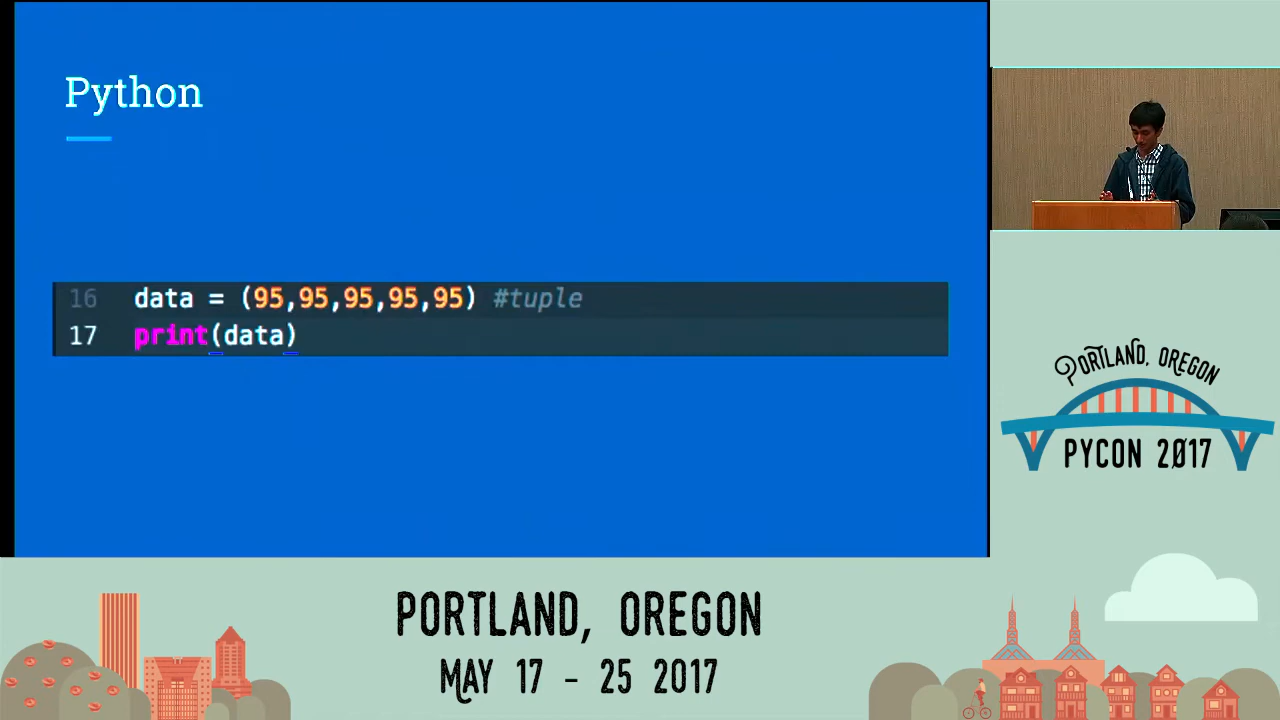 Python
16 data = (95,95,95,95,95) #tuple
17 print(data)
PORTLAND, OREGON
PYCON 2017
PORTLAND, OREGON
MAY 17 - 25 2017